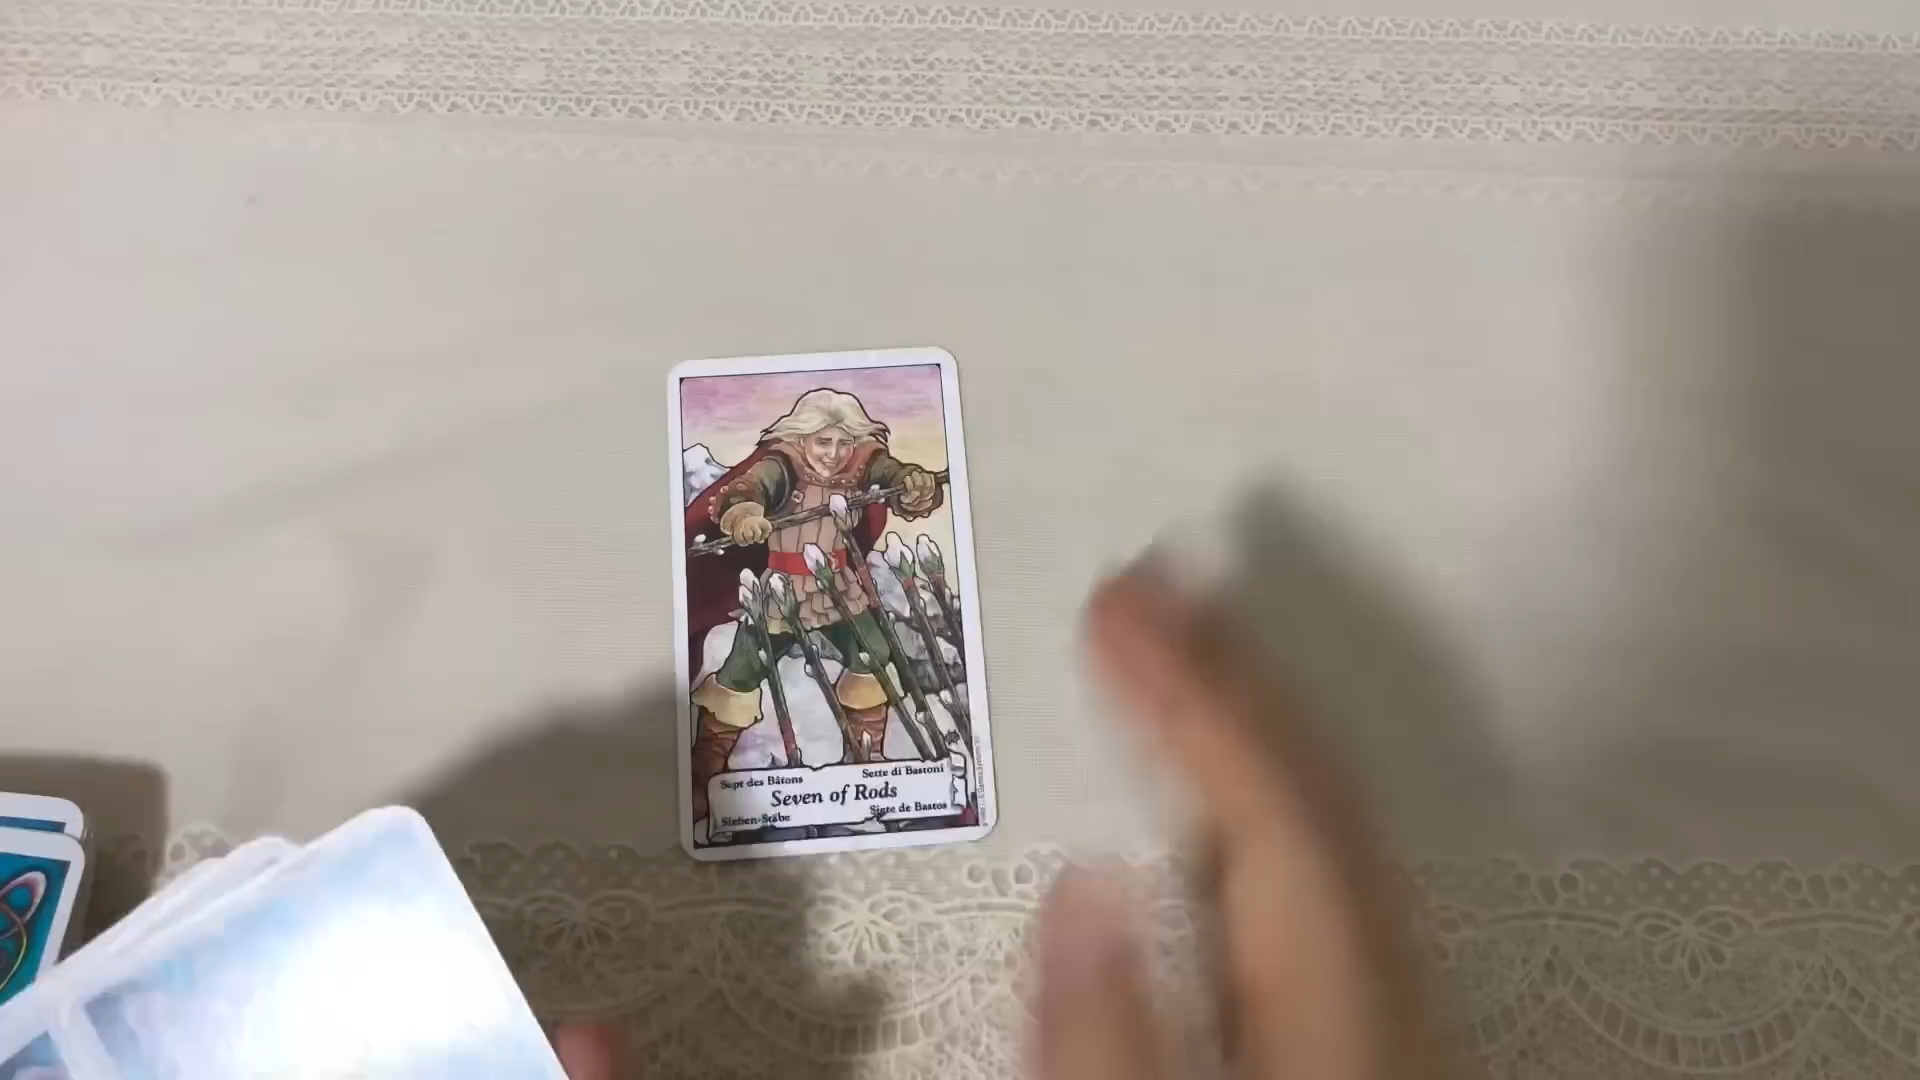 Sept des Bâtons Sette di Bastoni
Seven of Rods
Sieben-Stäbe Siete de Bastos